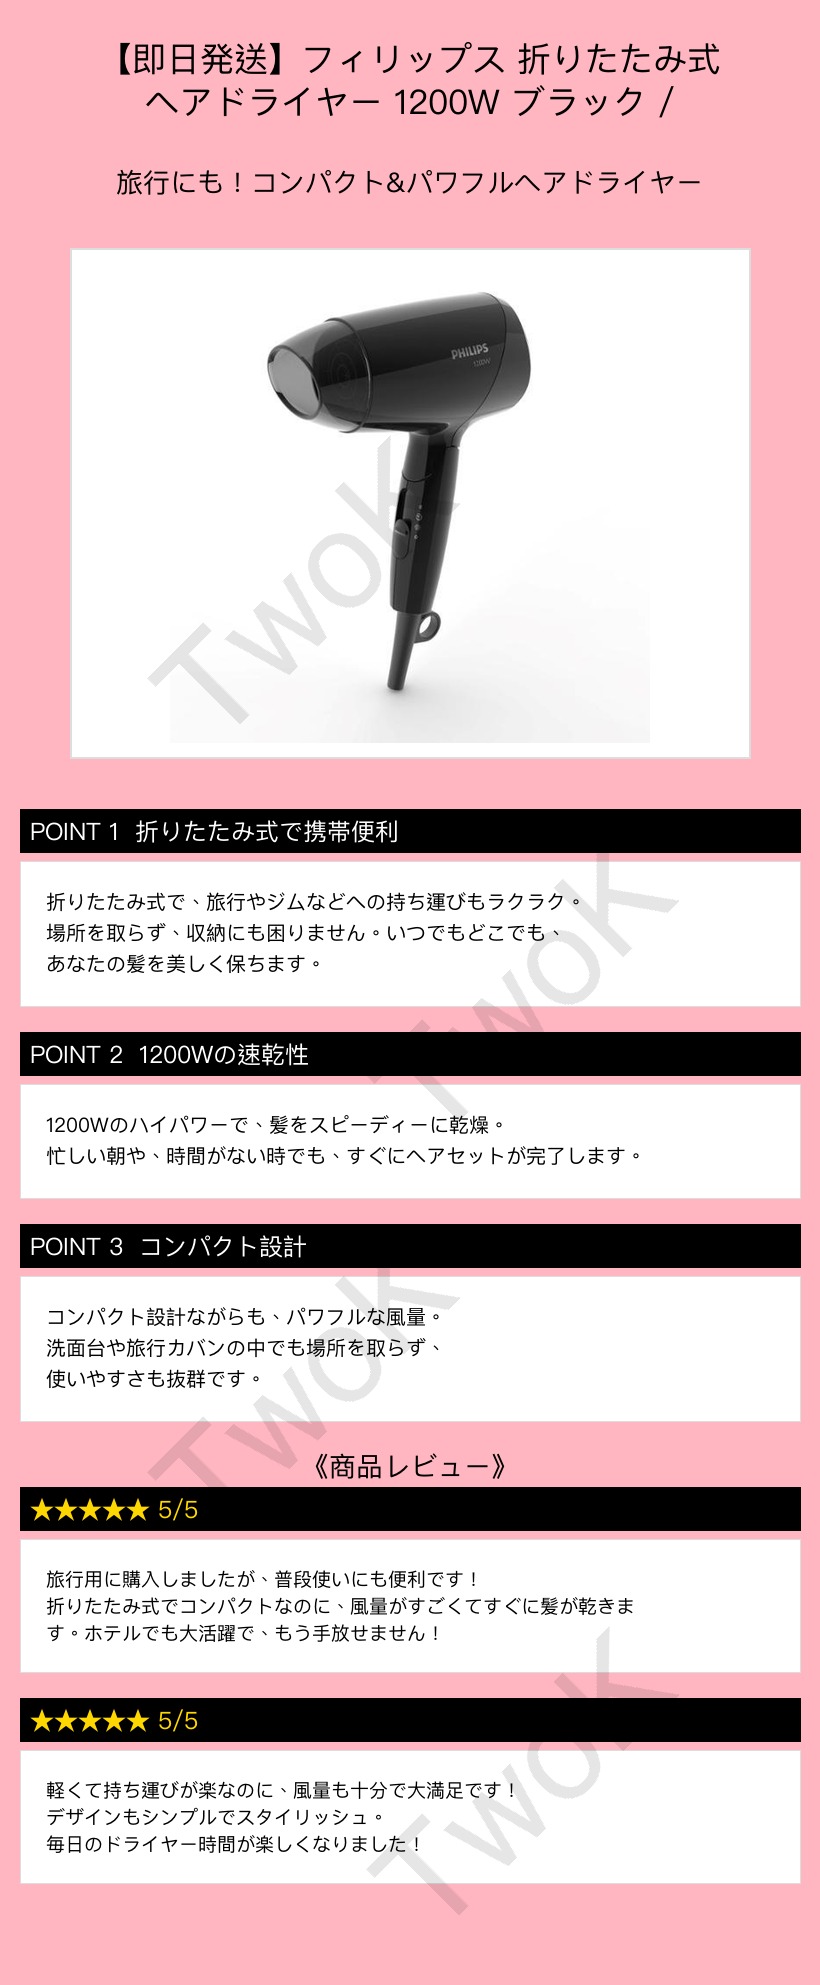 【即日発送】フィリップス 折りたたみ式
ヘアドライヤー 1200W ブラック /
旅行にも！コンパクト&パワフルヘアドライヤー
PHILIPS
1200W
TwoK
POINT 1 折りたたみ式で携帯便利
折りたたみ式で、旅行やジムなどへの持ち運びもラクラク。
場所を取らず、収納にも困りません。いつでもどこでも、
あなたの髪を美しく保ちます。
TwoK
POINT 2 1200Wの速乾性
1200Wのハイパワーで、髪をスピーディーに乾燥。
忙しい朝や、時間がない時でも、すぐにヘアセットが完了します。
POINT 3 コンパクト設計
コンパクト設計ながらも、パワフルな風量。
洗面台や旅行カバンの中でも場所を取らず、
使いやすさも抜群です。
TwoK
《商品レビュー》
★★★★★ 5/5
旅行用に購入しましたが、普段使いにも便利です！
折りたたみ式でコンパクトなのに、風量がすごくてすぐに髪が乾きま
す。ホテルでも大活躍で、もう手放せません！
★★★★★ 5/5
軽くて持ち運びが楽なのに、風量も十分で大満足です！
デザインもシンプルでスタイリッシュ。
毎日のドライヤー時間が楽しくなりました！
TwoK